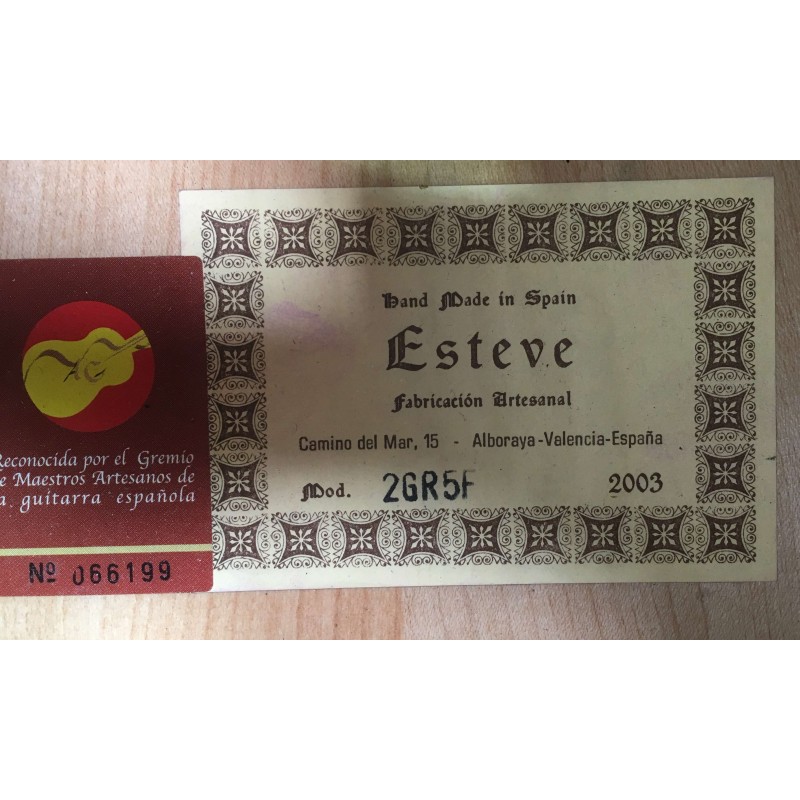 Reconocida por el Gremio
de Maestros Artesanos de
a guitarra española
Nº 066199
Hand Made in Spain
Esteve
Fabricación Artesanal
Camino del Mar, 15 - Alboraya-Valencia-España
Mod. 2GR5F 2003